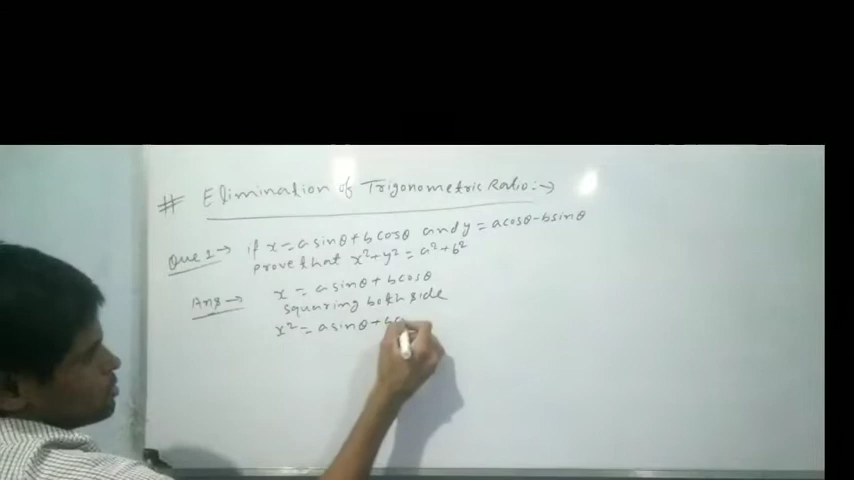 # Elimination of Trigonometric Ratio:→
Que 1→ if x = a sinθ + b cosθ and y = a cosθ - b sinθ
prove that x² + y² = a² + b²
Ans→ x = a sinθ + b cosθ
squaring both side
x² = a sinθ + b